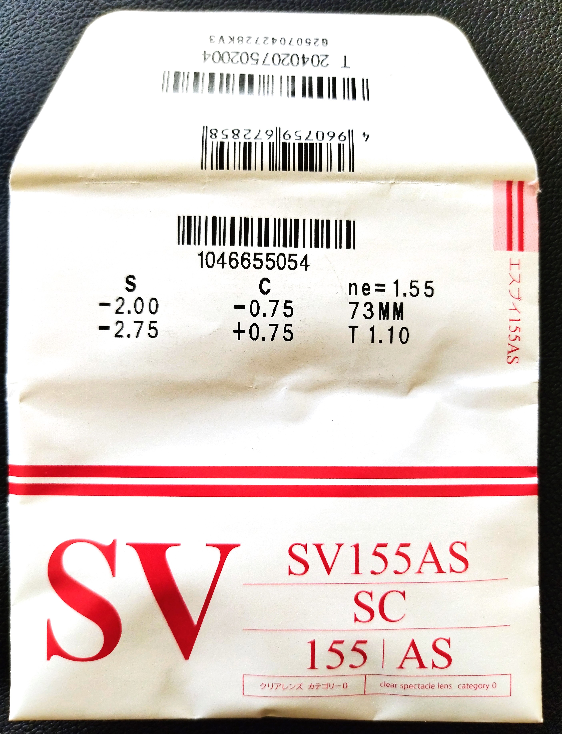 G250704272BKV3
T 2040207502004
4 960759 672858
1046655054
S C ne=1.55
-2.00 -0.75 73MM
-2.75 +0.75 T 1.10
エスブイ155AS
SV
SV155AS
SC
155 | AS
クリアレンズ カテゴリー0 clear spectacle lens category 0